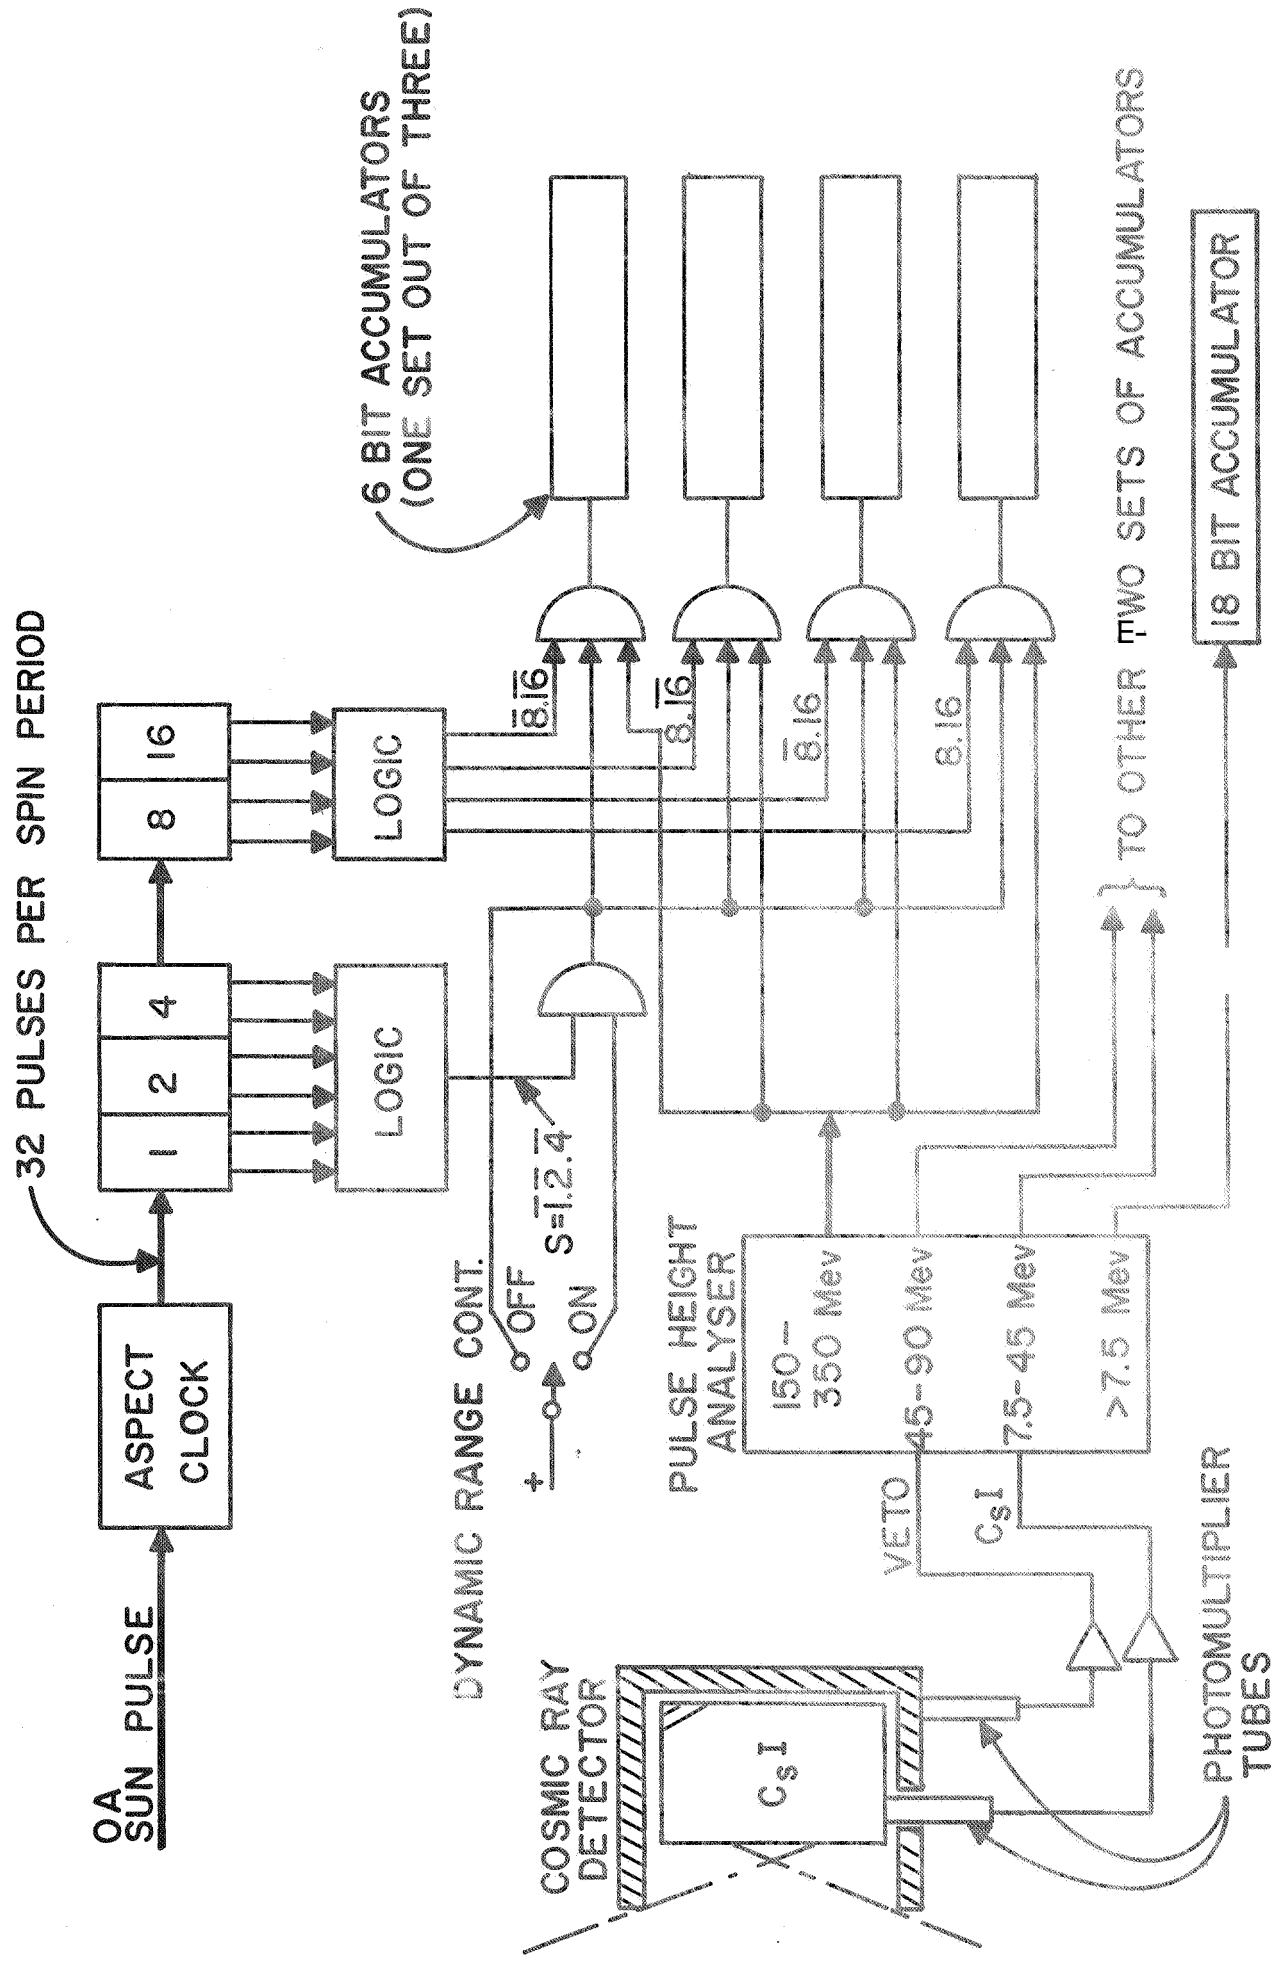 32 PULSES PER SPIN PERIOD
OA
SUN PULSE
ASPECT
CLOCK
1 2 4
8 16
LOGIC
LOGIC
6 BIT ACCUMULATORS
(ONE SET OUT OF THREE)
DYNAMIC RANGE CONT.
OFF
ON
+
S=1̅.2̅.4̅
8̅.1̅6̅
8.1̅6̅
8̅.16
8.16
COSMIC RAY
DETECTOR
CsI
VETO
CsI
PULSE HEIGHT
ANALYSER
150-
350 Mev
45-90 Mev
7.5-45 Mev
>7.5 Mev
TO OTHER TWO SETS OF ACCUMULATORS
18 BIT ACCUMULATOR
PHOTOMULTIPLIER
TUBES